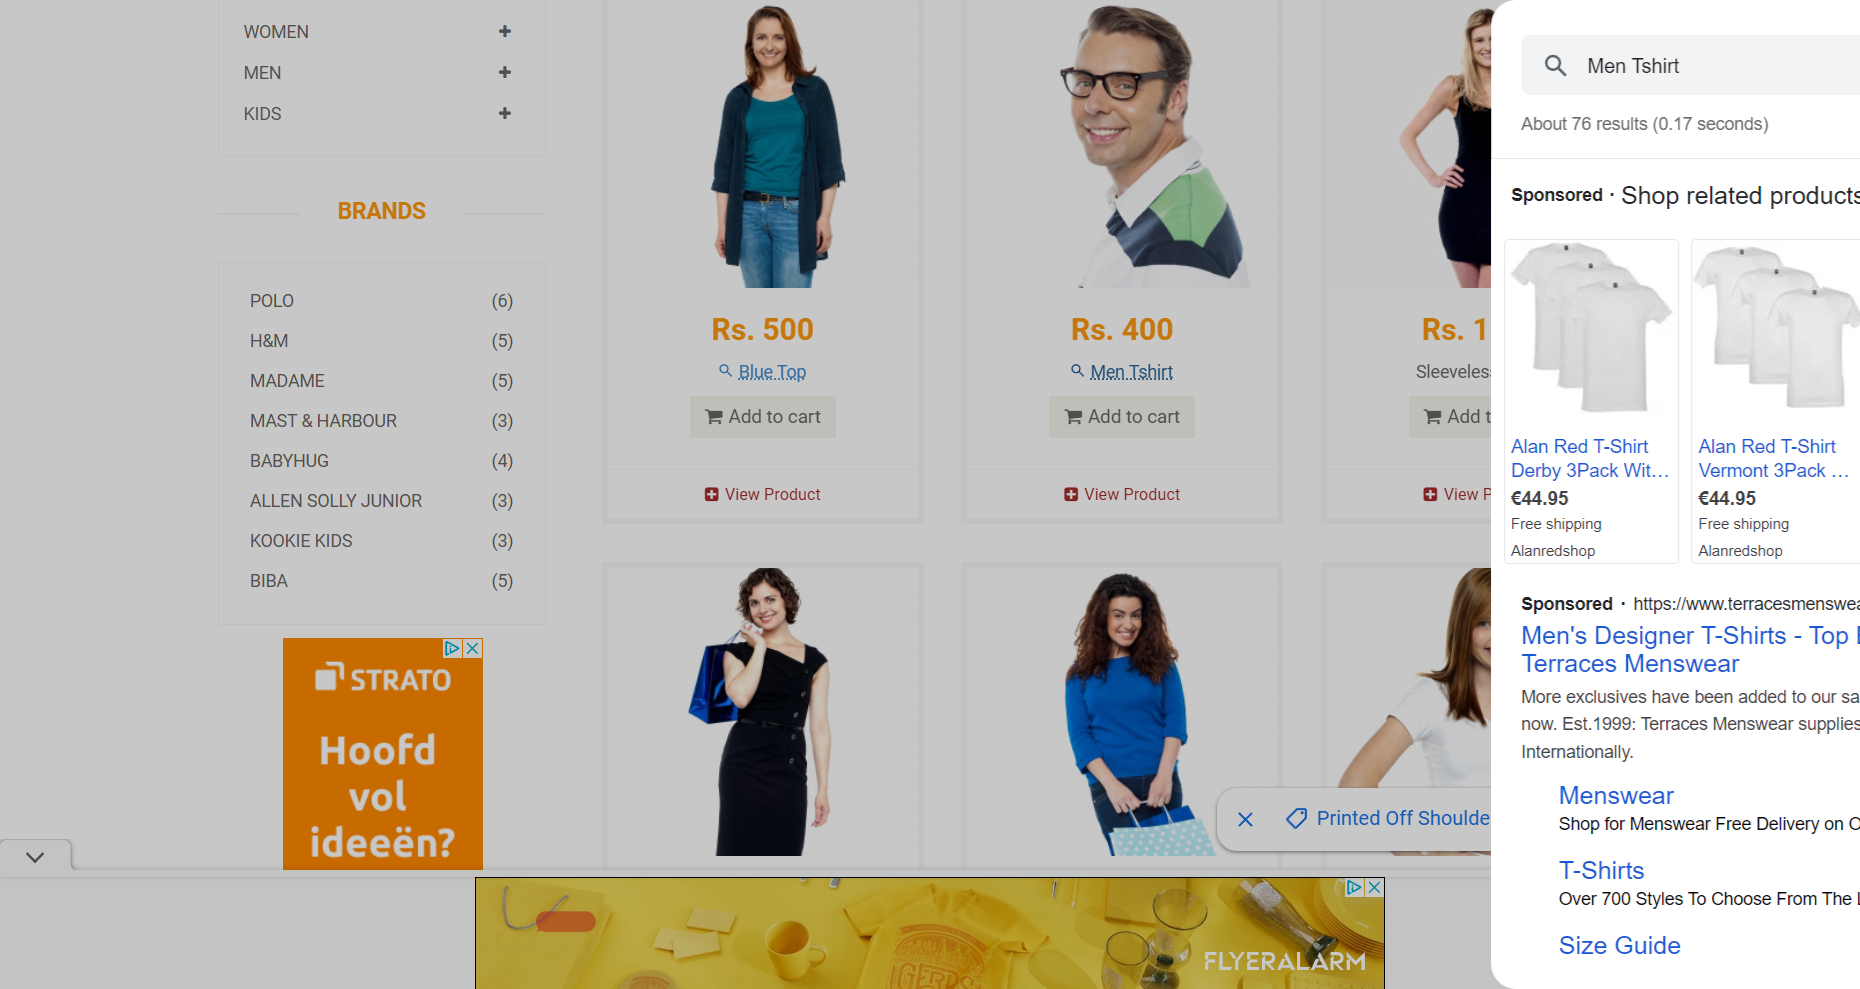 WOMEN
MEN
KIDS
BRANDS
POLO (6)
H&M (5)
MADAME (5)
MAST & HARBOUR (3)
BABYHUG (4)
ALLEN SOLLY JUNIOR (3)
KOOKIE KIDS (3)
BIBA (5)
STRATO
Hoofd
vol
ideeën?
Rs. 500
Blue Top
Add to cart
View Product
Rs. 400
Men Tshirt
Add to cart
View Product
Rs. 1
Sleeveles
Add t
View P
Printed Off Shoulde
GERDS
FLYERALARM
Men Tshirt
About 76 results (0.17 seconds)
Sponsored · Shop related products
Alan Red T-Shirt
Derby 3Pack Wit...
€44.95
Free shipping
Alanredshop
Alan Red T-Shirt
Vermont 3Pack ...
€44.95
Free shipping
Alanredshop
Sponsored · https://www.terracesmenswea
Men's Designer T-Shirts - Top
Terraces Menswear
More exclusives have been added to our sa
now. Est.1999: Terraces Menswear supplies
Internationally.
Menswear
Shop for Menswear Free Delivery on O
T-Shirts
Over 700 Styles To Choose From The L
Size Guide